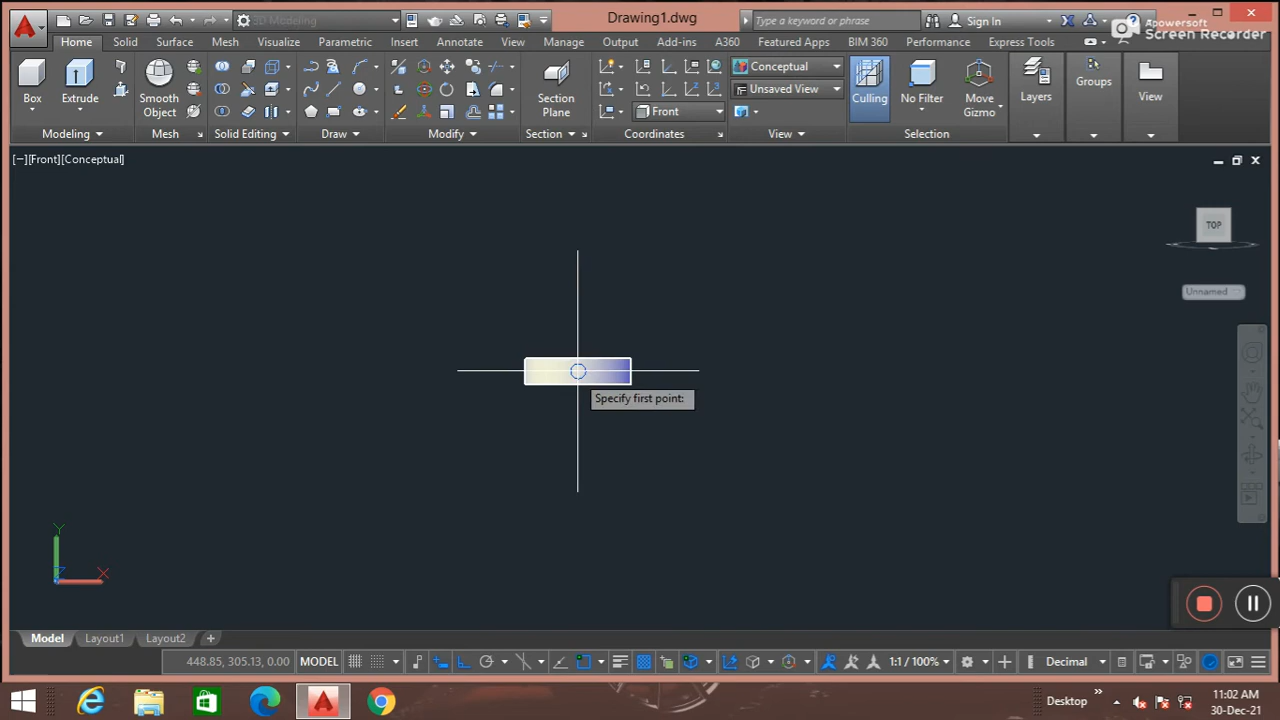 3D Modeling
Drawing1.dwg
Type a keyword or phrase
Sign In
Apowersoft
Screen Recorder
Home Solid Surface Mesh Visualize Parametric Insert Annotate View Manage Output Add-ins A360 Featured Apps BIM 360 Performance Express Tools
Box
Extrude
Smooth
Object
Section
Plane
Front
Conceptual
Unsaved View
Culling
No Filter
Move
Gizmo
Layers
Groups
View
Modeling Mesh Solid Editing Draw Modify Section Coordinates View Selection
[−][Front][Conceptual]
TOP
Unnamed
Specify first point:
Y
X
Z
Model Layout1 Layout2 +
448.85, 305.13, 0.00 MODEL 1:1 / 100% Decimal
Desktop
11:02 AM
30-Dec-21